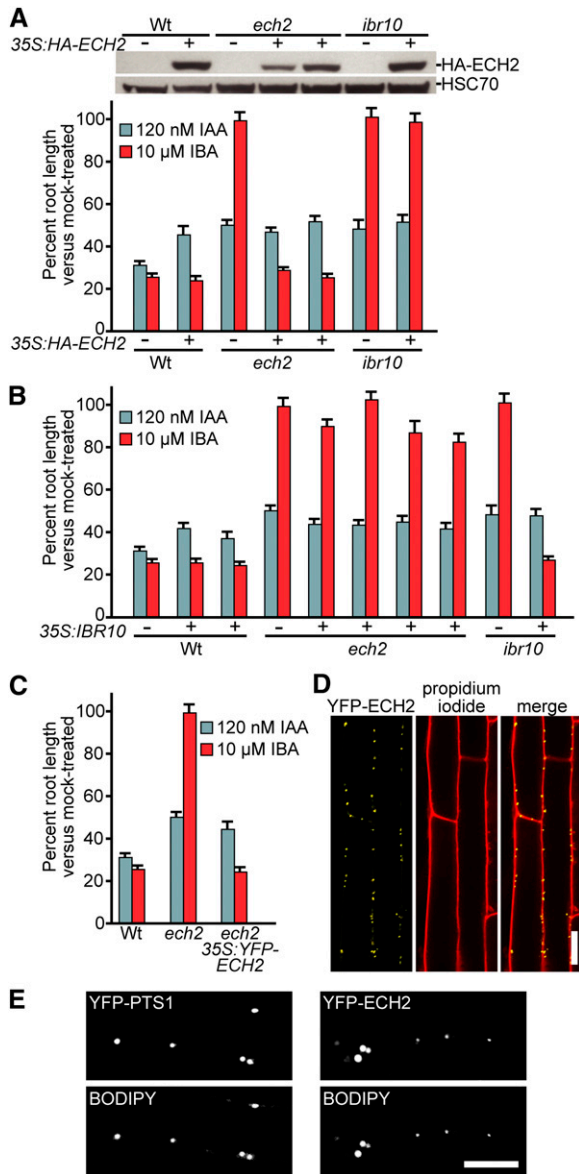 A
Wt ech2 ibr10
35S:HA-ECH2 – + – + + – +
HA-ECH2
HSC70
100
80
60
40
20
0
Percent root length
versus mock-treated
120 nM IAA
10 µM IBA
35S:HA-ECH2 – + – + + – +
Wt ech2 ibr10
B
100
80
60
40
20
0
Percent root length
versus mock-treated
120 nM IAA
10 µM IBA
35S:IBR10 – + + – + + + + – +
Wt ech2 ibr10
C
100
80
60
40
20
0
Percent root length
versus mock-treated
120 nM IAA
10 µM IBA
Wt ech2 ech2
35S:YFP-
ECH2
D
YFP-ECH2 propidium
iodide merge
E
YFP-PTS1 YFP-ECH2
BODIPY BODIPY